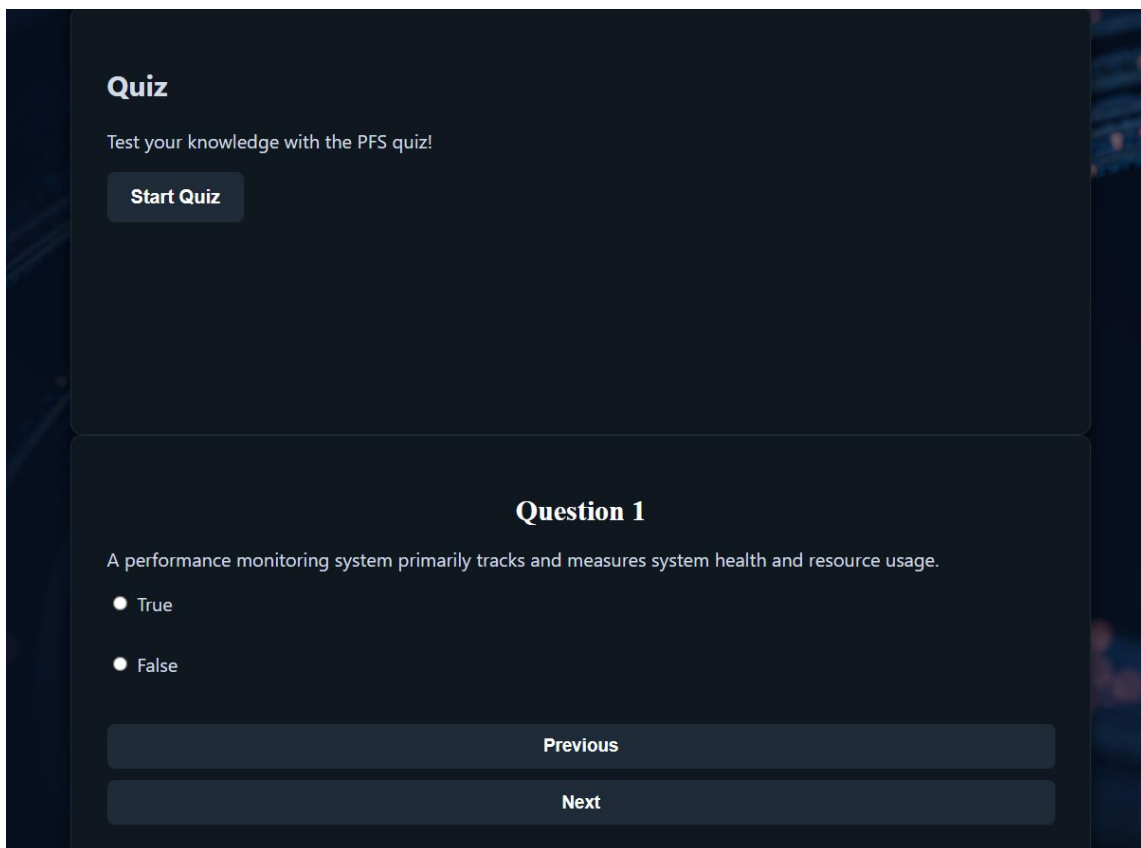 Quiz
Test your knowledge with the PFS quiz!
Start Quiz
Question 1
A performance monitoring system primarily tracks and measures system health and resource usage.
True
False
Previous
Next